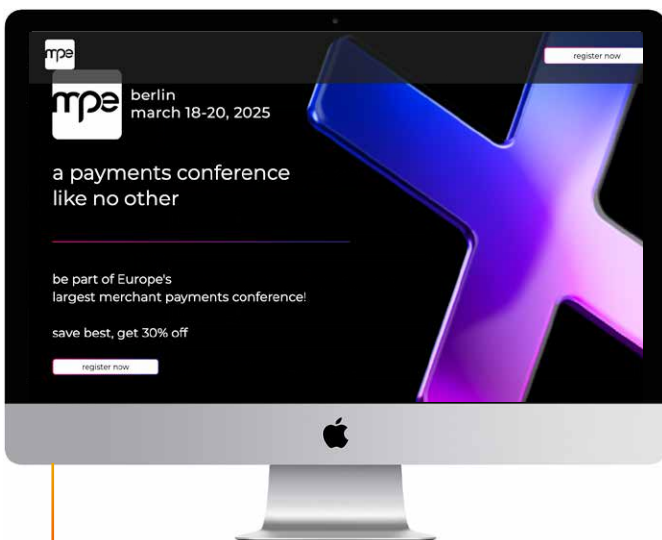 mpe
register now
mpe
berlin
march 18-20, 2025
a payments conference
like no other
be part of Europe's
largest merchant payments conference!
save best, get 30% off
register now